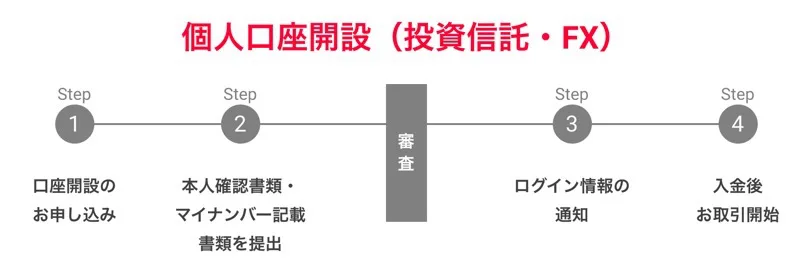 個人口座開設（投資信託・FX）
Step
1
口座開設の
お申し込み
Step
2
本人確認書類・
マイナンバー記載
書類を提出
審査
Step
3
ログイン情報の
通知
Step
4
入金後
お取引開始